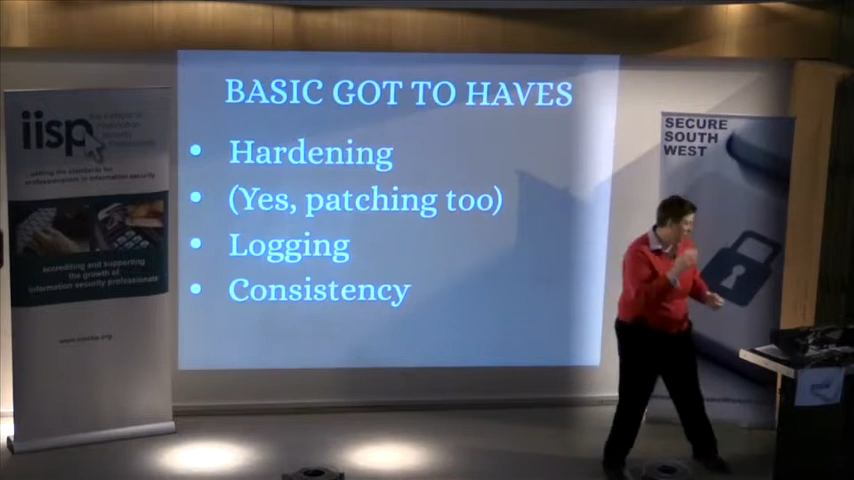 BASIC GOT TO HAVES
• Hardening
• (Yes, patching too)
• Logging
• Consistency
iisp
accrediting and supporting
the growth of
information security professionals
SECURE
SOUTH
WEST